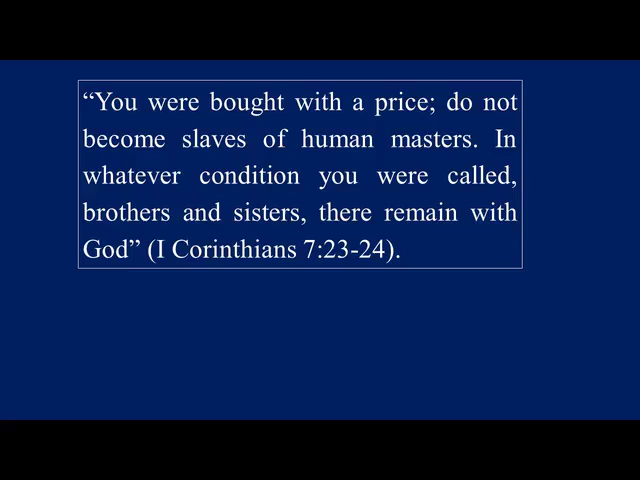 “You were bought with a price; do not
become slaves of human masters. In
whatever condition you were called,
brothers and sisters, there remain with
God” (I Corinthians 7:23-24).